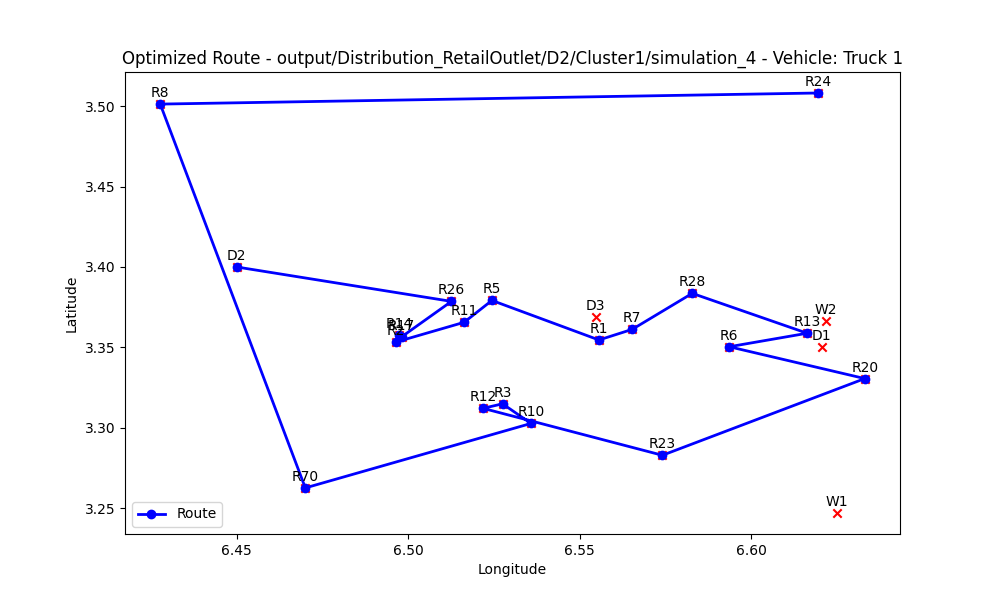 Optimized Route - output/Distribution_RetailOutlet/D2/Cluster1/simulation_4 - Vehicle: Truck 1
R8
R24
3.50
3.45
D2
3.40
R26
R5
R28
D3
W2
R11
R14
R13
R1
R7
R6
D1
3.35
R20
R12
R3
R10
3.30
R23
R70
W1
3.25
Route
6.45
6.50
6.55
6.60
Latitude
Longitude